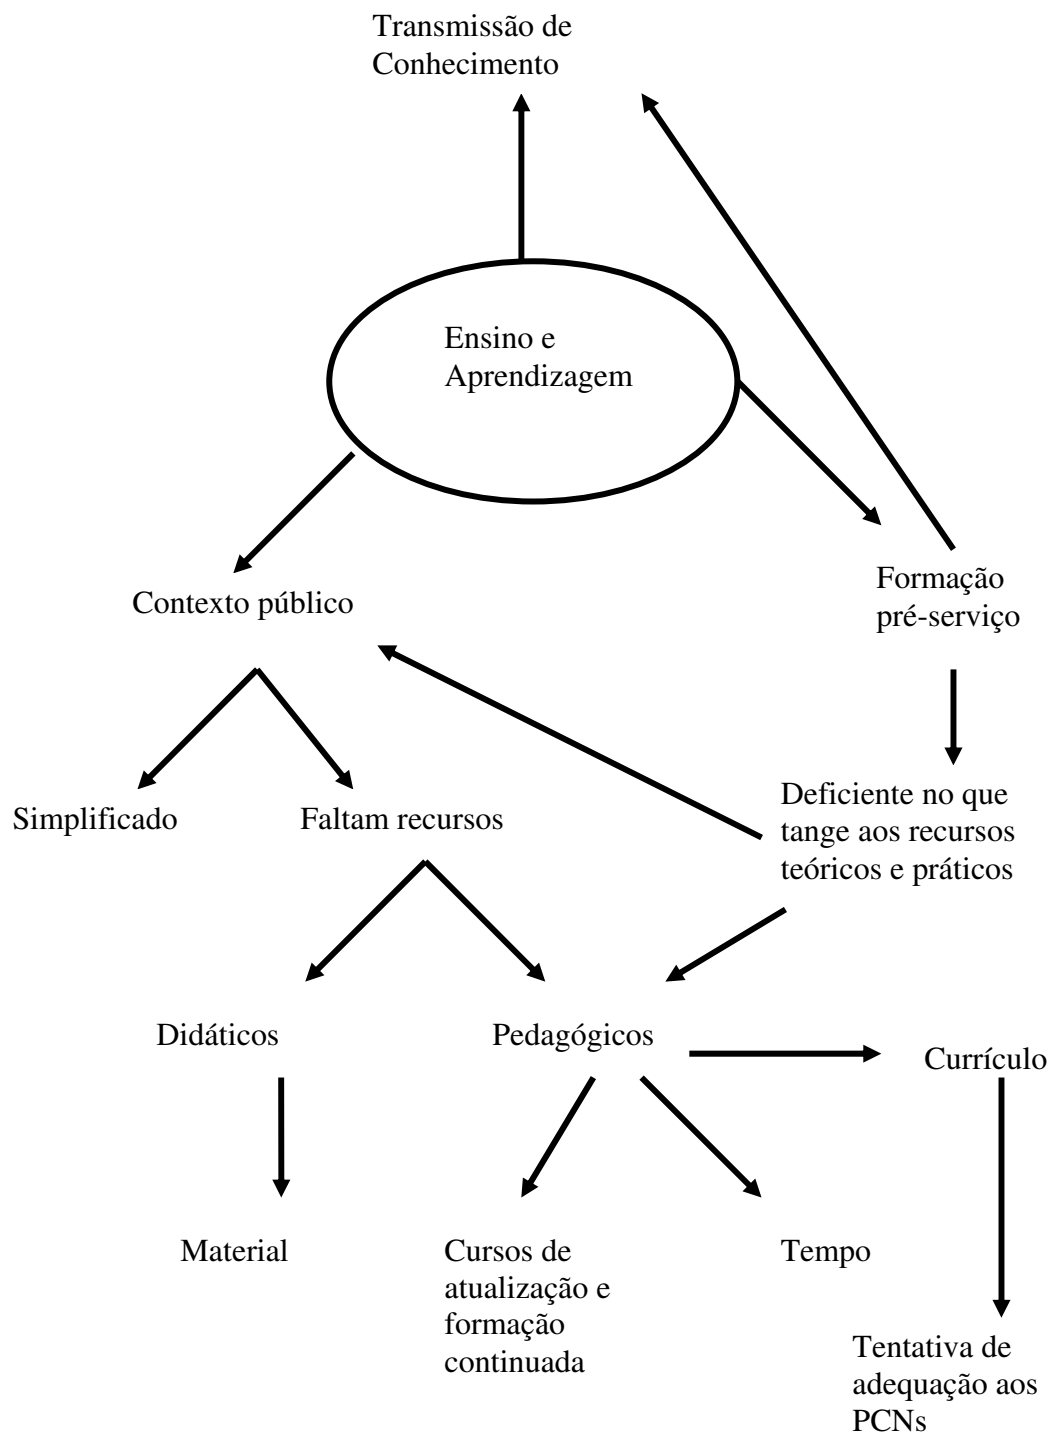 Transmissão de
Conhecimento
Ensino e
Aprendizagem
Formação
pré-serviço
Contexto público
Deficiente no que
tange aos recursos
teóricos e práticos
Simplificado
Faltam recursos
Didáticos
Pedagógicos
Currículo
Material
Cursos de
atualização e
formação
continuada
Tempo
Tentativa de
adequação aos
PCNs